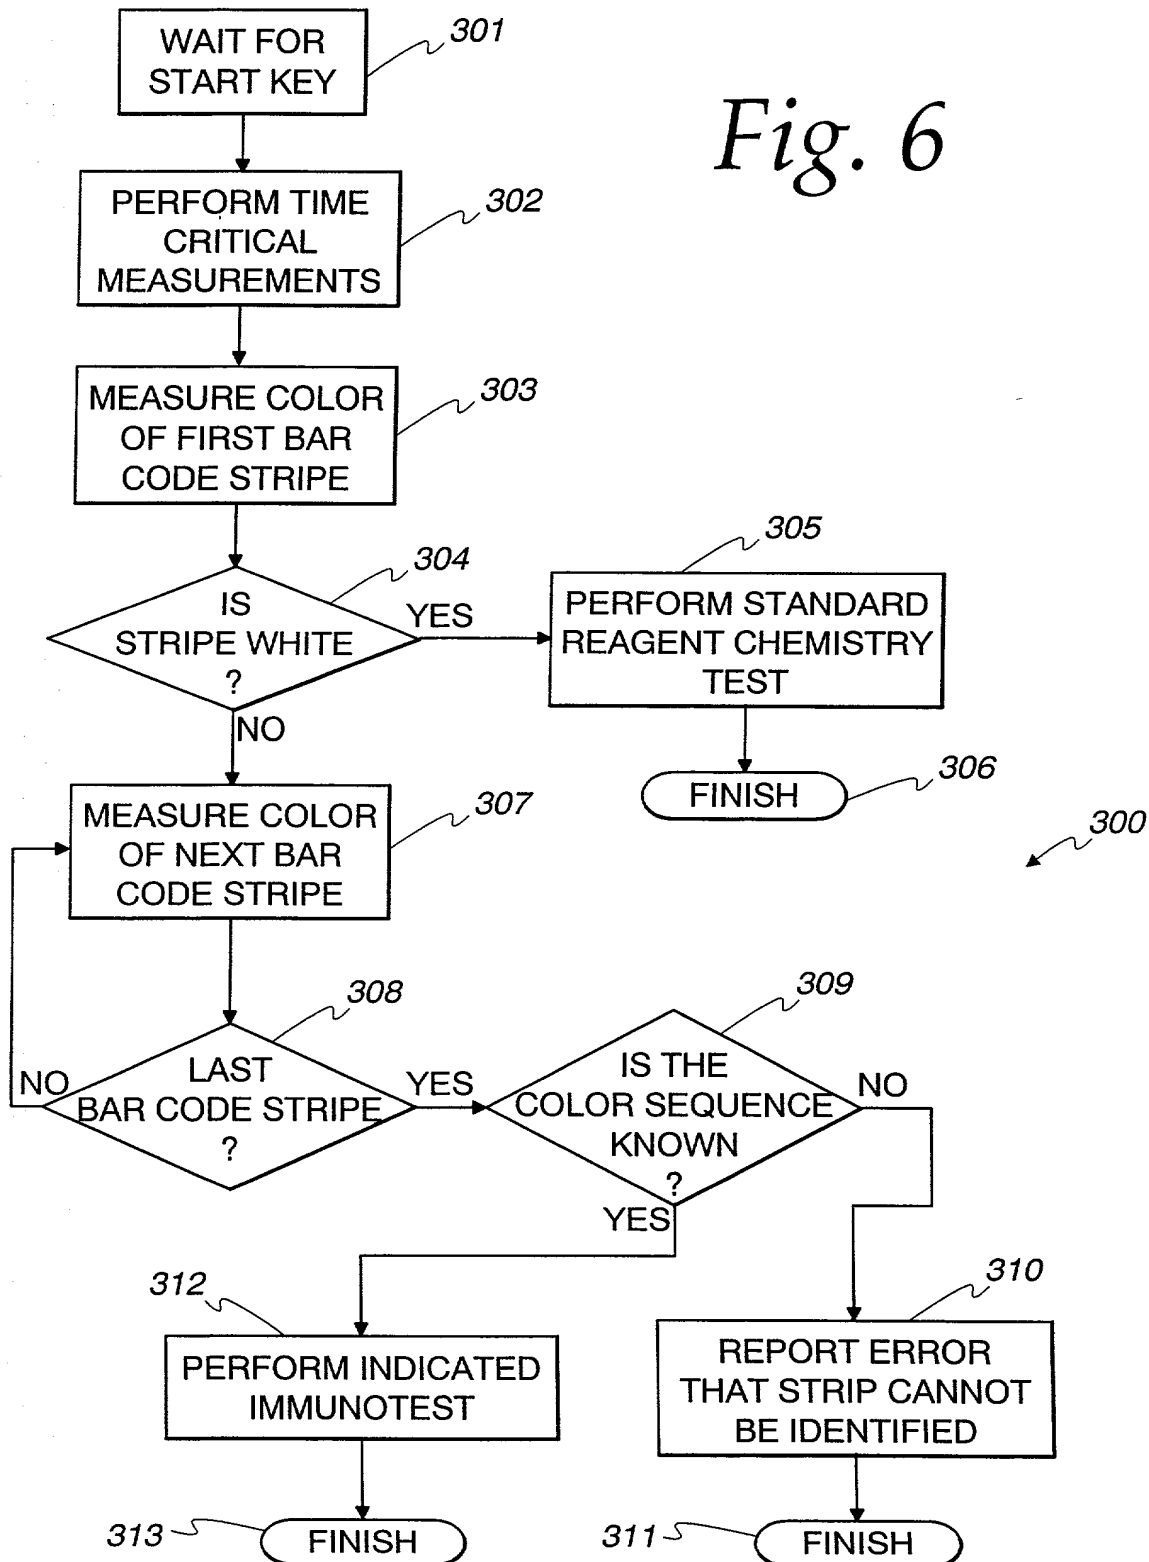 WAIT FOR
START KEY
301
Fig. 6
PERFORM TIME
CRITICAL
MEASUREMENTS
302
MEASURE COLOR
OF FIRST BAR
CODE STRIPE
303
304
IS
STRIPE WHITE
?
YES
NO
305
PERFORM STANDARD
REAGENT CHEMISTRY
TEST
FINISH
306
300
MEASURE COLOR
OF NEXT BAR
CODE STRIPE
307
308
LAST
BAR CODE STRIPE
?
NO
YES
309
IS THE
COLOR SEQUENCE
KNOWN
?
NO
YES
312
PERFORM INDICATED
IMMUNOTEST
310
REPORT ERROR
THAT STRIP CANNOT
BE IDENTIFIED
313
FINISH
311
FINISH